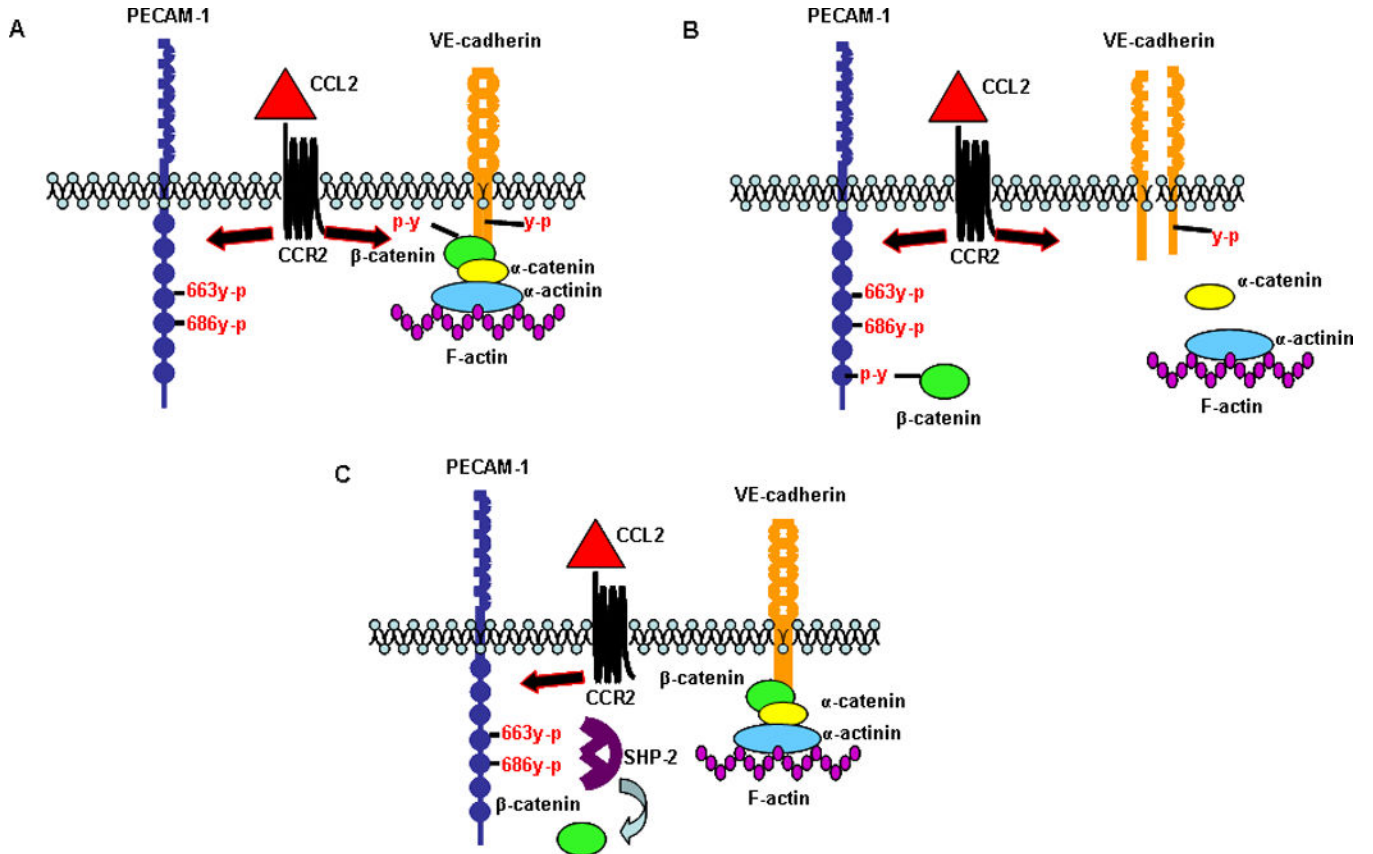 A
PECAM-1
VE-cadherin
CCL2
p-y
y-p
CCR2
β-catenin
α-catenin
α-actinin
663y-p
686y-p
F-actin
B
PECAM-1
VE-cadherin
CCL2
CCR2
y-p
663y-p
686y-p
p-y
β-catenin
α-catenin
α-actinin
F-actin
C
PECAM-1
VE-cadherin
CCL2
CCR2
β-catenin
α-catenin
α-actinin
663y-p
686y-p
SHP-2
β-catenin
F-actin